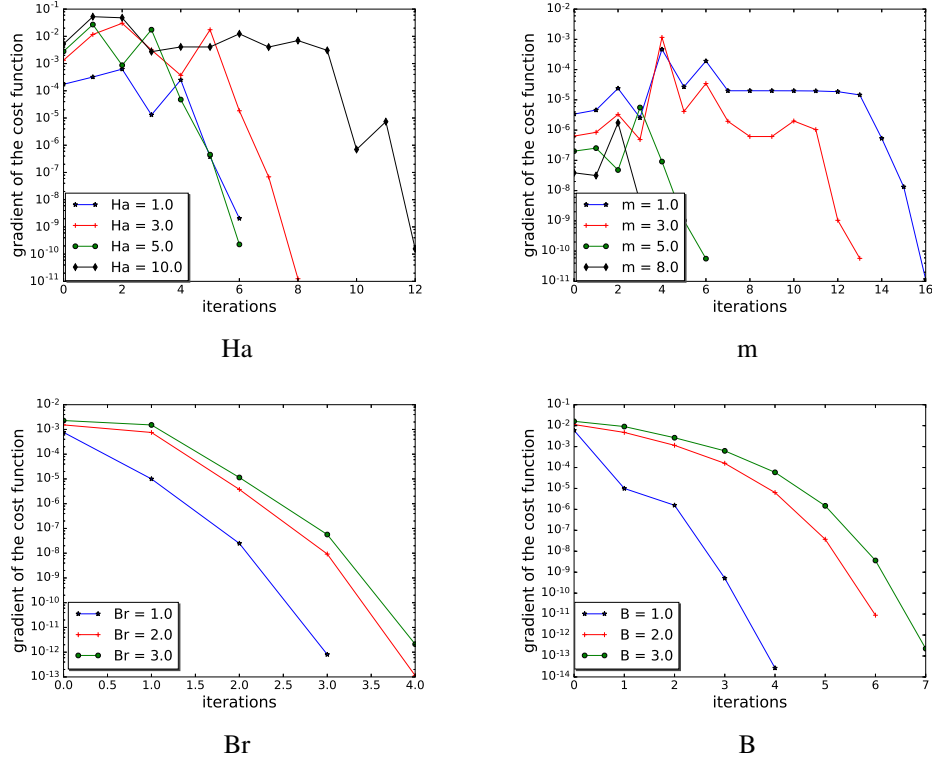 10^-1
10^-2
10^-3
10^-4
10^-5
10^-6
10^-7
10^-8
10^-9
10^-10
10^-11
gradient of the cost function
Ha = 1.0
Ha = 3.0
Ha = 5.0
Ha = 10.0
0 2 4 6 8 10 12
iterations
Ha
10^-2
10^-3
10^-4
10^-5
10^-6
10^-7
10^-8
10^-9
10^-10
10^-11
gradient of the cost function
m = 1.0
m = 3.0
m = 5.0
m = 8.0
0 2 4 6 8 10 12 14 16
iterations
m
10^-2
10^-3
10^-4
10^-5
10^-6
10^-7
10^-8
10^-9
10^-10
10^-11
10^-12
10^-13
gradient of the cost function
Br = 1.0
Br = 2.0
Br = 3.0
0.0 0.5 1.0 1.5 2.0 2.5 3.0 3.5 4.0
iterations
Br
10^-1
10^-2
10^-3
10^-4
10^-5
10^-6
10^-7
10^-8
10^-9
10^-10
10^-11
10^-12
10^-13
10^-14
gradient of the cost function
B = 1.0
B = 2.0
B = 3.0
0 1 2 3 4 5 6 7
iterations
B